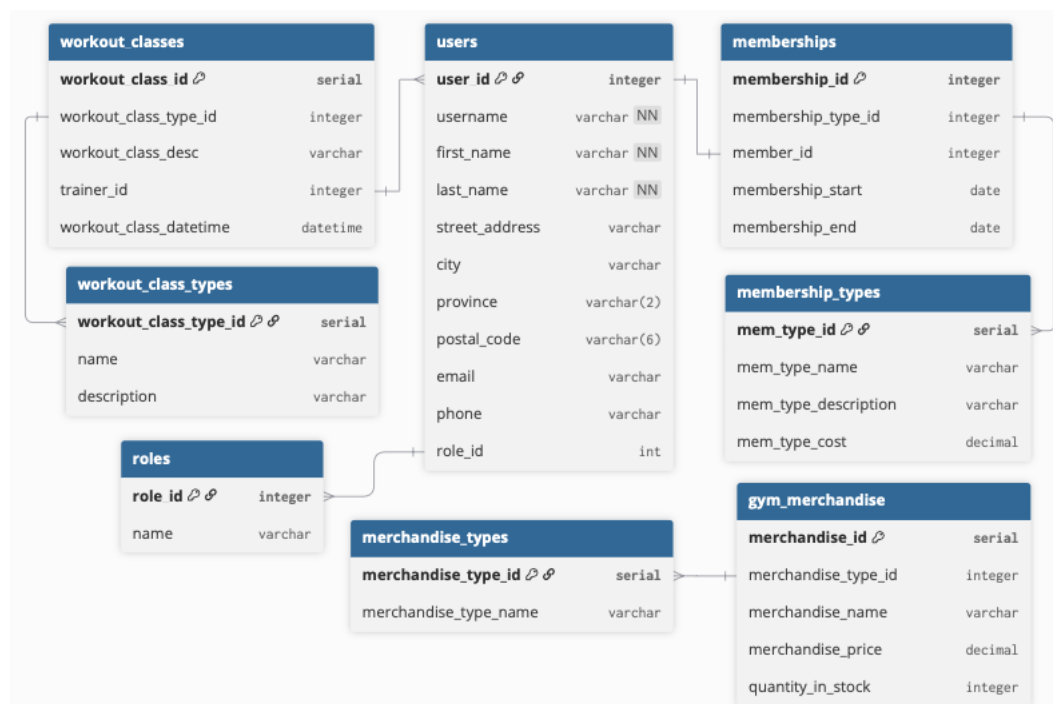 workout_classes
workout_class_id serial
workout_class_type_id integer
workout_class_desc varchar
trainer_id integer
workout_class_datetime datetime
workout_class_types
workout_class_type_id serial
name varchar
description varchar
roles
role_id integer
name varchar
users
user_id integer
username varchar NN
first_name varchar NN
last_name varchar NN
street_address varchar
city varchar
province varchar(2)
postal_code varchar(6)
email varchar
phone varchar
role_id int
merchandise_types
merchandise_type_id serial
merchandise_type_name varchar
memberships
membership_id integer
membership_type_id integer
member_id integer
membership_start date
membership_end date
membership_types
mem_type_id serial
mem_type_name varchar
mem_type_description varchar
mem_type_cost decimal
gym_merchandise
merchandise_id serial
merchandise_type_id integer
merchandise_name varchar
merchandise_price decimal
quantity_in_stock integer